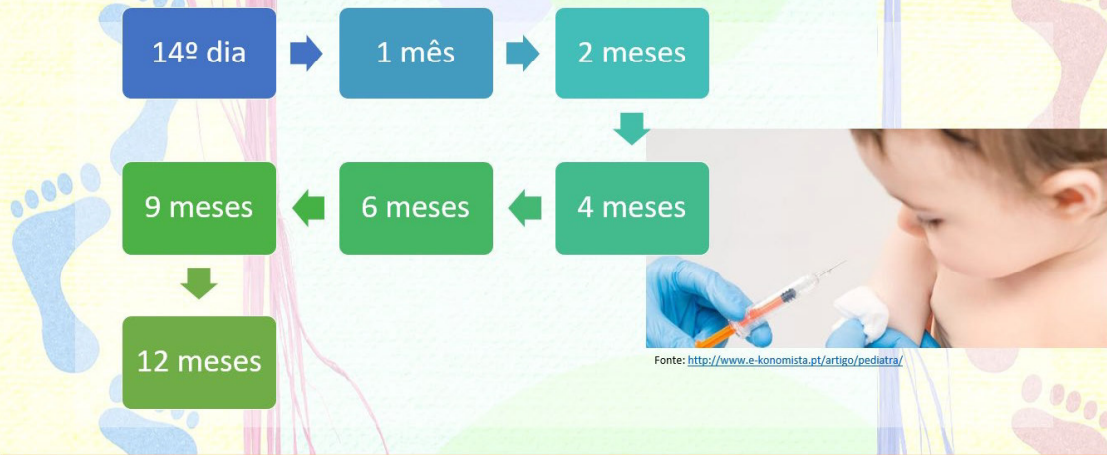 14º dia
1 mês
2 meses
4 meses
6 meses
9 meses
12 meses
Fonte: http://www.e-konomista.pt/artigo/pediatra/